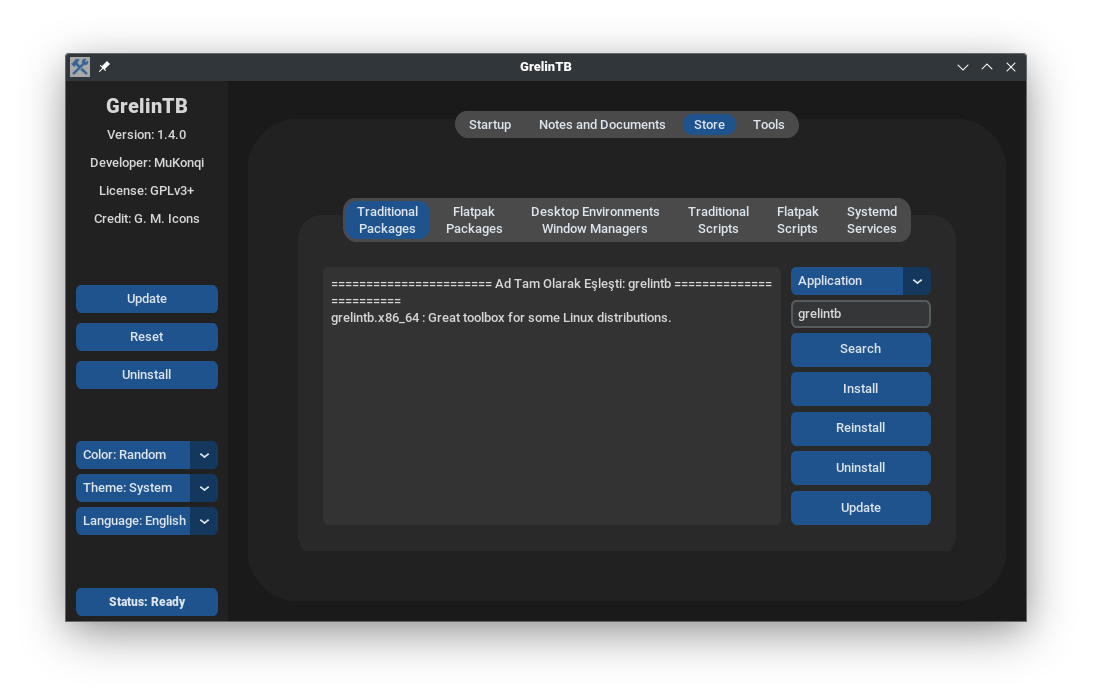 GrelinTB
GrelinTB
Version: 1.4.0
Developer: MuKonqi
License: GPLv3+
Credit: G. M. Icons
Update
Reset
Uninstall
Color: Random
Theme: System
Language: English
Status: Ready
Startup
Notes and Documents
Store
Tools
Traditional
Packages
Flatpak
Packages
Desktop Environments
Window Managers
Traditional
Scripts
Flatpak
Scripts
Systemd
Services
======================= Ad Tam Olarak Eşleşti: grelintb ==============
==========
grelintb.x86_64 : Great toolbox for some Linux distributions.
Application
grelintb
Search
Install
Reinstall
Uninstall
Update